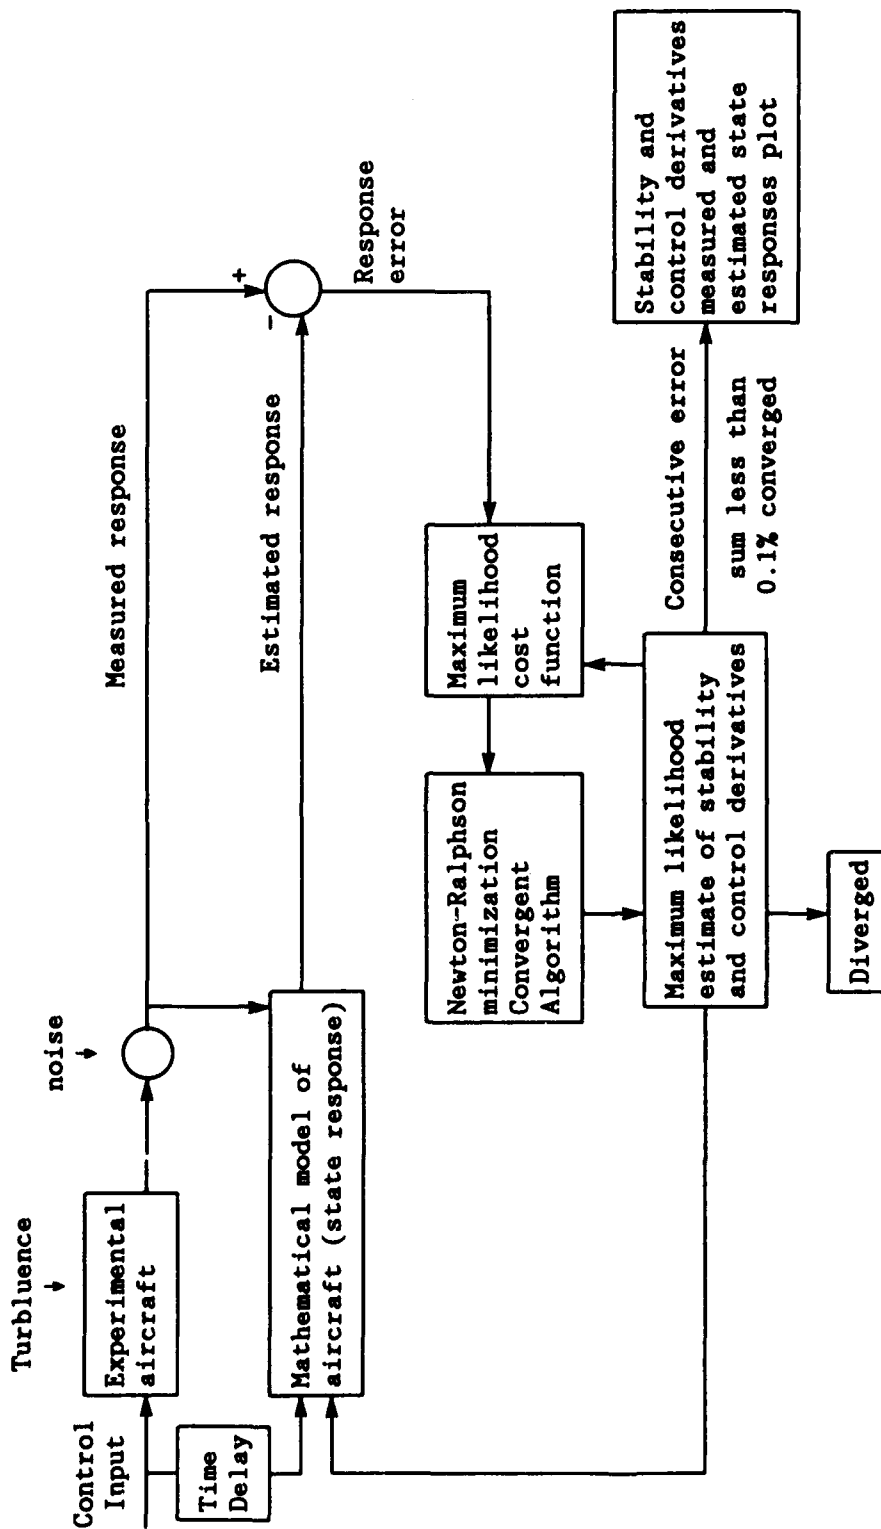 Turbluence
noise
Control
Input
Experimental
aircraft
Measured response
+
-
Time
Delay
Mathematical model of
aircraft (state response)
Estimated response
Response
error
Newton-Ralphson
minimization
Convergent
Algorithm
Maximum
likelihood
cost
function
Maximum likelihood
estimate of stability
and control derivatives
Consecutive error
sum less than
0.1% converged
Stability and
control derivatives
measured and
estimated state
responses plot
Diverged